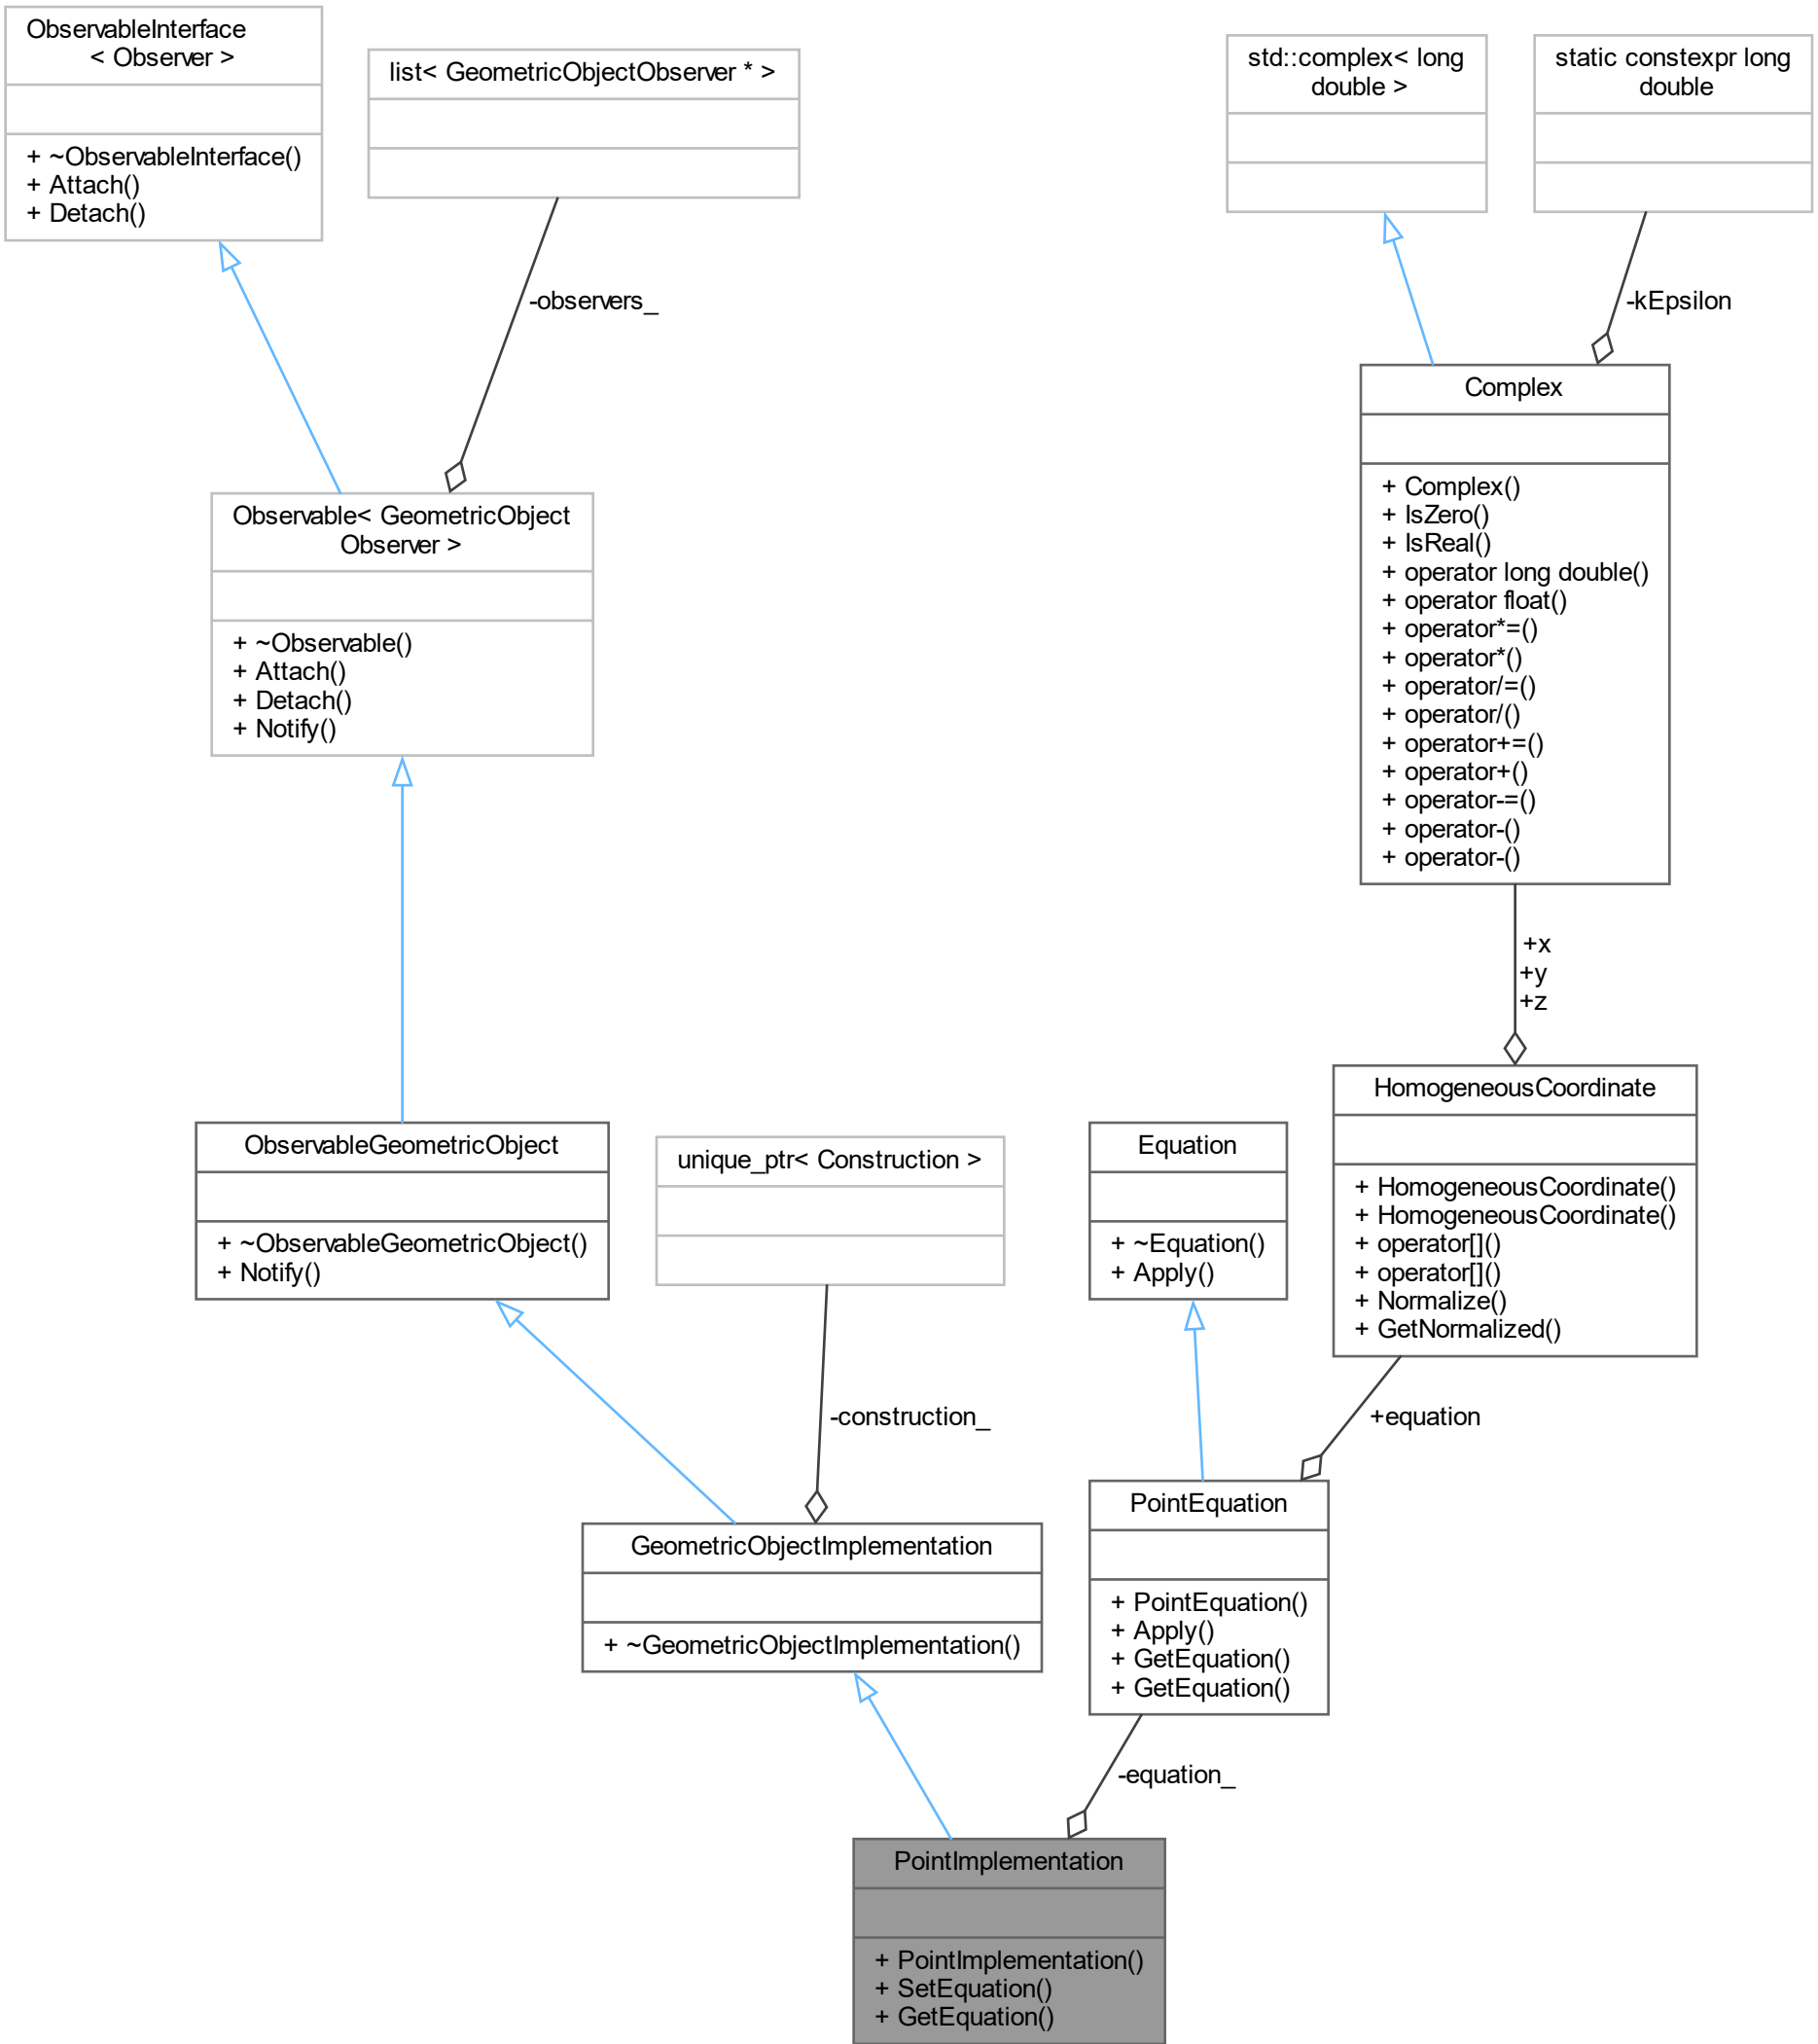 ObservableInterface
< Observer >
+ ~ObservableInterface()
+ Attach()
+ Detach()
list< GeometricObjectObserver * >
std::complex< long
double >
static constexpr long
double
-observers_
-kEpsilon
Complex
+ Complex()
+ IsZero()
+ IsReal()
+ operator long double()
+ operator float()
+ operator*=()
+ operator*()
+ operator/=()
+ operator/()
+ operator+=()
+ operator+()
+ operator-=()
+ operator-()
+ operator-()
Observable< GeometricObject
Observer >
+ ~Observable()
+ Attach()
+ Detach()
+ Notify()
+x
+y
+z
HomogeneousCoordinate
+ HomogeneousCoordinate()
+ HomogeneousCoordinate()
+ operator[]()
+ operator[]()
+ Normalize()
+ GetNormalized()
ObservableGeometricObject
+ ~ObservableGeometricObject()
+ Notify()
unique_ptr< Construction >
Equation
+ ~Equation()
+ Apply()
-construction_
+equation
PointEquation
+ PointEquation()
+ Apply()
+ GetEquation()
+ GetEquation()
GeometricObjectImplementation
+ ~GeometricObjectImplementation()
-equation_
PointImplementation
+ PointImplementation()
+ SetEquation()
+ GetEquation()